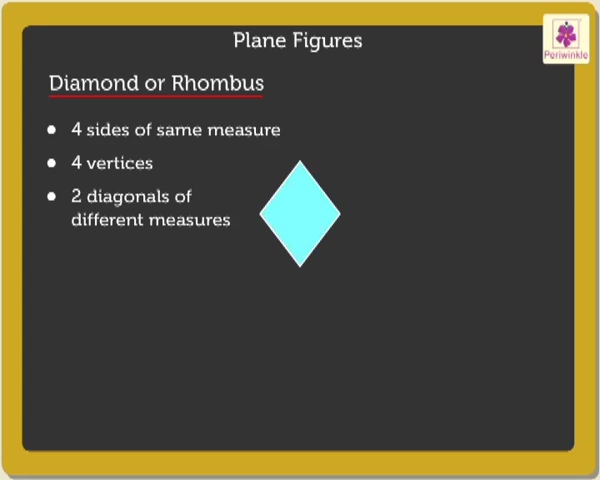 Plane Figures
Periwinkle
Diamond or Rhombus
4 sides of same measure
4 vertices
2 diagonals of
different measures